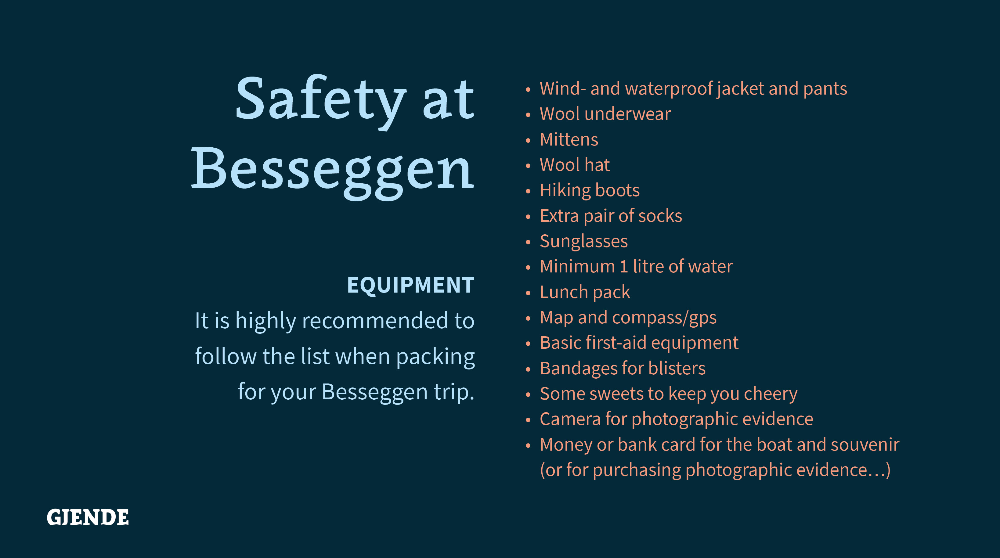 Safety at
Besseggen
EQUIPMENT
It is highly recommended to
follow the list when packing
for your Besseggen trip.
• Wind- and waterproof jacket and pants
• Wool underwear
• Mittens
• Wool hat
• Hiking boots
• Extra pair of socks
• Sunglasses
• Minimum 1 litre of water
• Lunch pack
• Map and compass/gps
• Basic first-aid equipment
• Bandages for blisters
• Some sweets to keep you cheery
• Camera for photographic evidence
• Money or bank card for the boat and souvenir
(or for purchasing photographic evidence…)
GJENDE